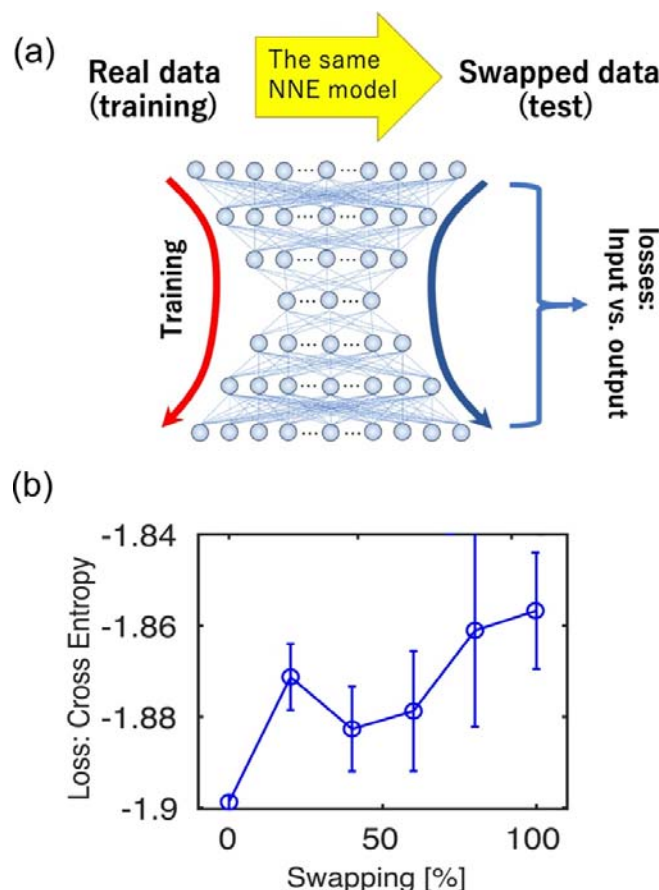 (a)
Real data
(training)
The same
NNE model
Swapped data
(test)
Training
losses:
Input vs. output
(b)
Loss: Cross Entropy
-1.84
-1.86
-1.88
-1.9
0
50
100
Swapping [%]